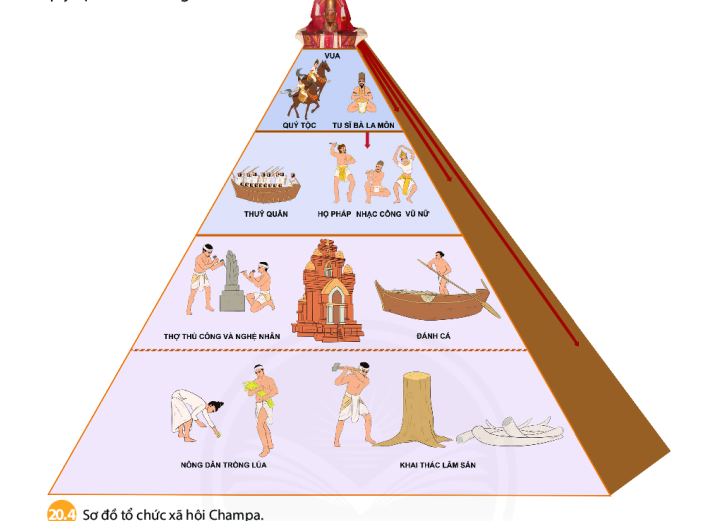 VUA
QUÝ TỘC TU SĨ BÀ LA MÔN
THUỶ QUÂN HỌ PHÁP NHẠC CÔNG VŨ NỮ
THỢ THỦ CÔNG VÀ NGHỆ NHÂN ĐÁNH CÁ
NÔNG DÂN TRỒNG LÚA KHAI THÁC LÂM SẢN
20.4 Sơ đồ tổ chức xã hội Champa.